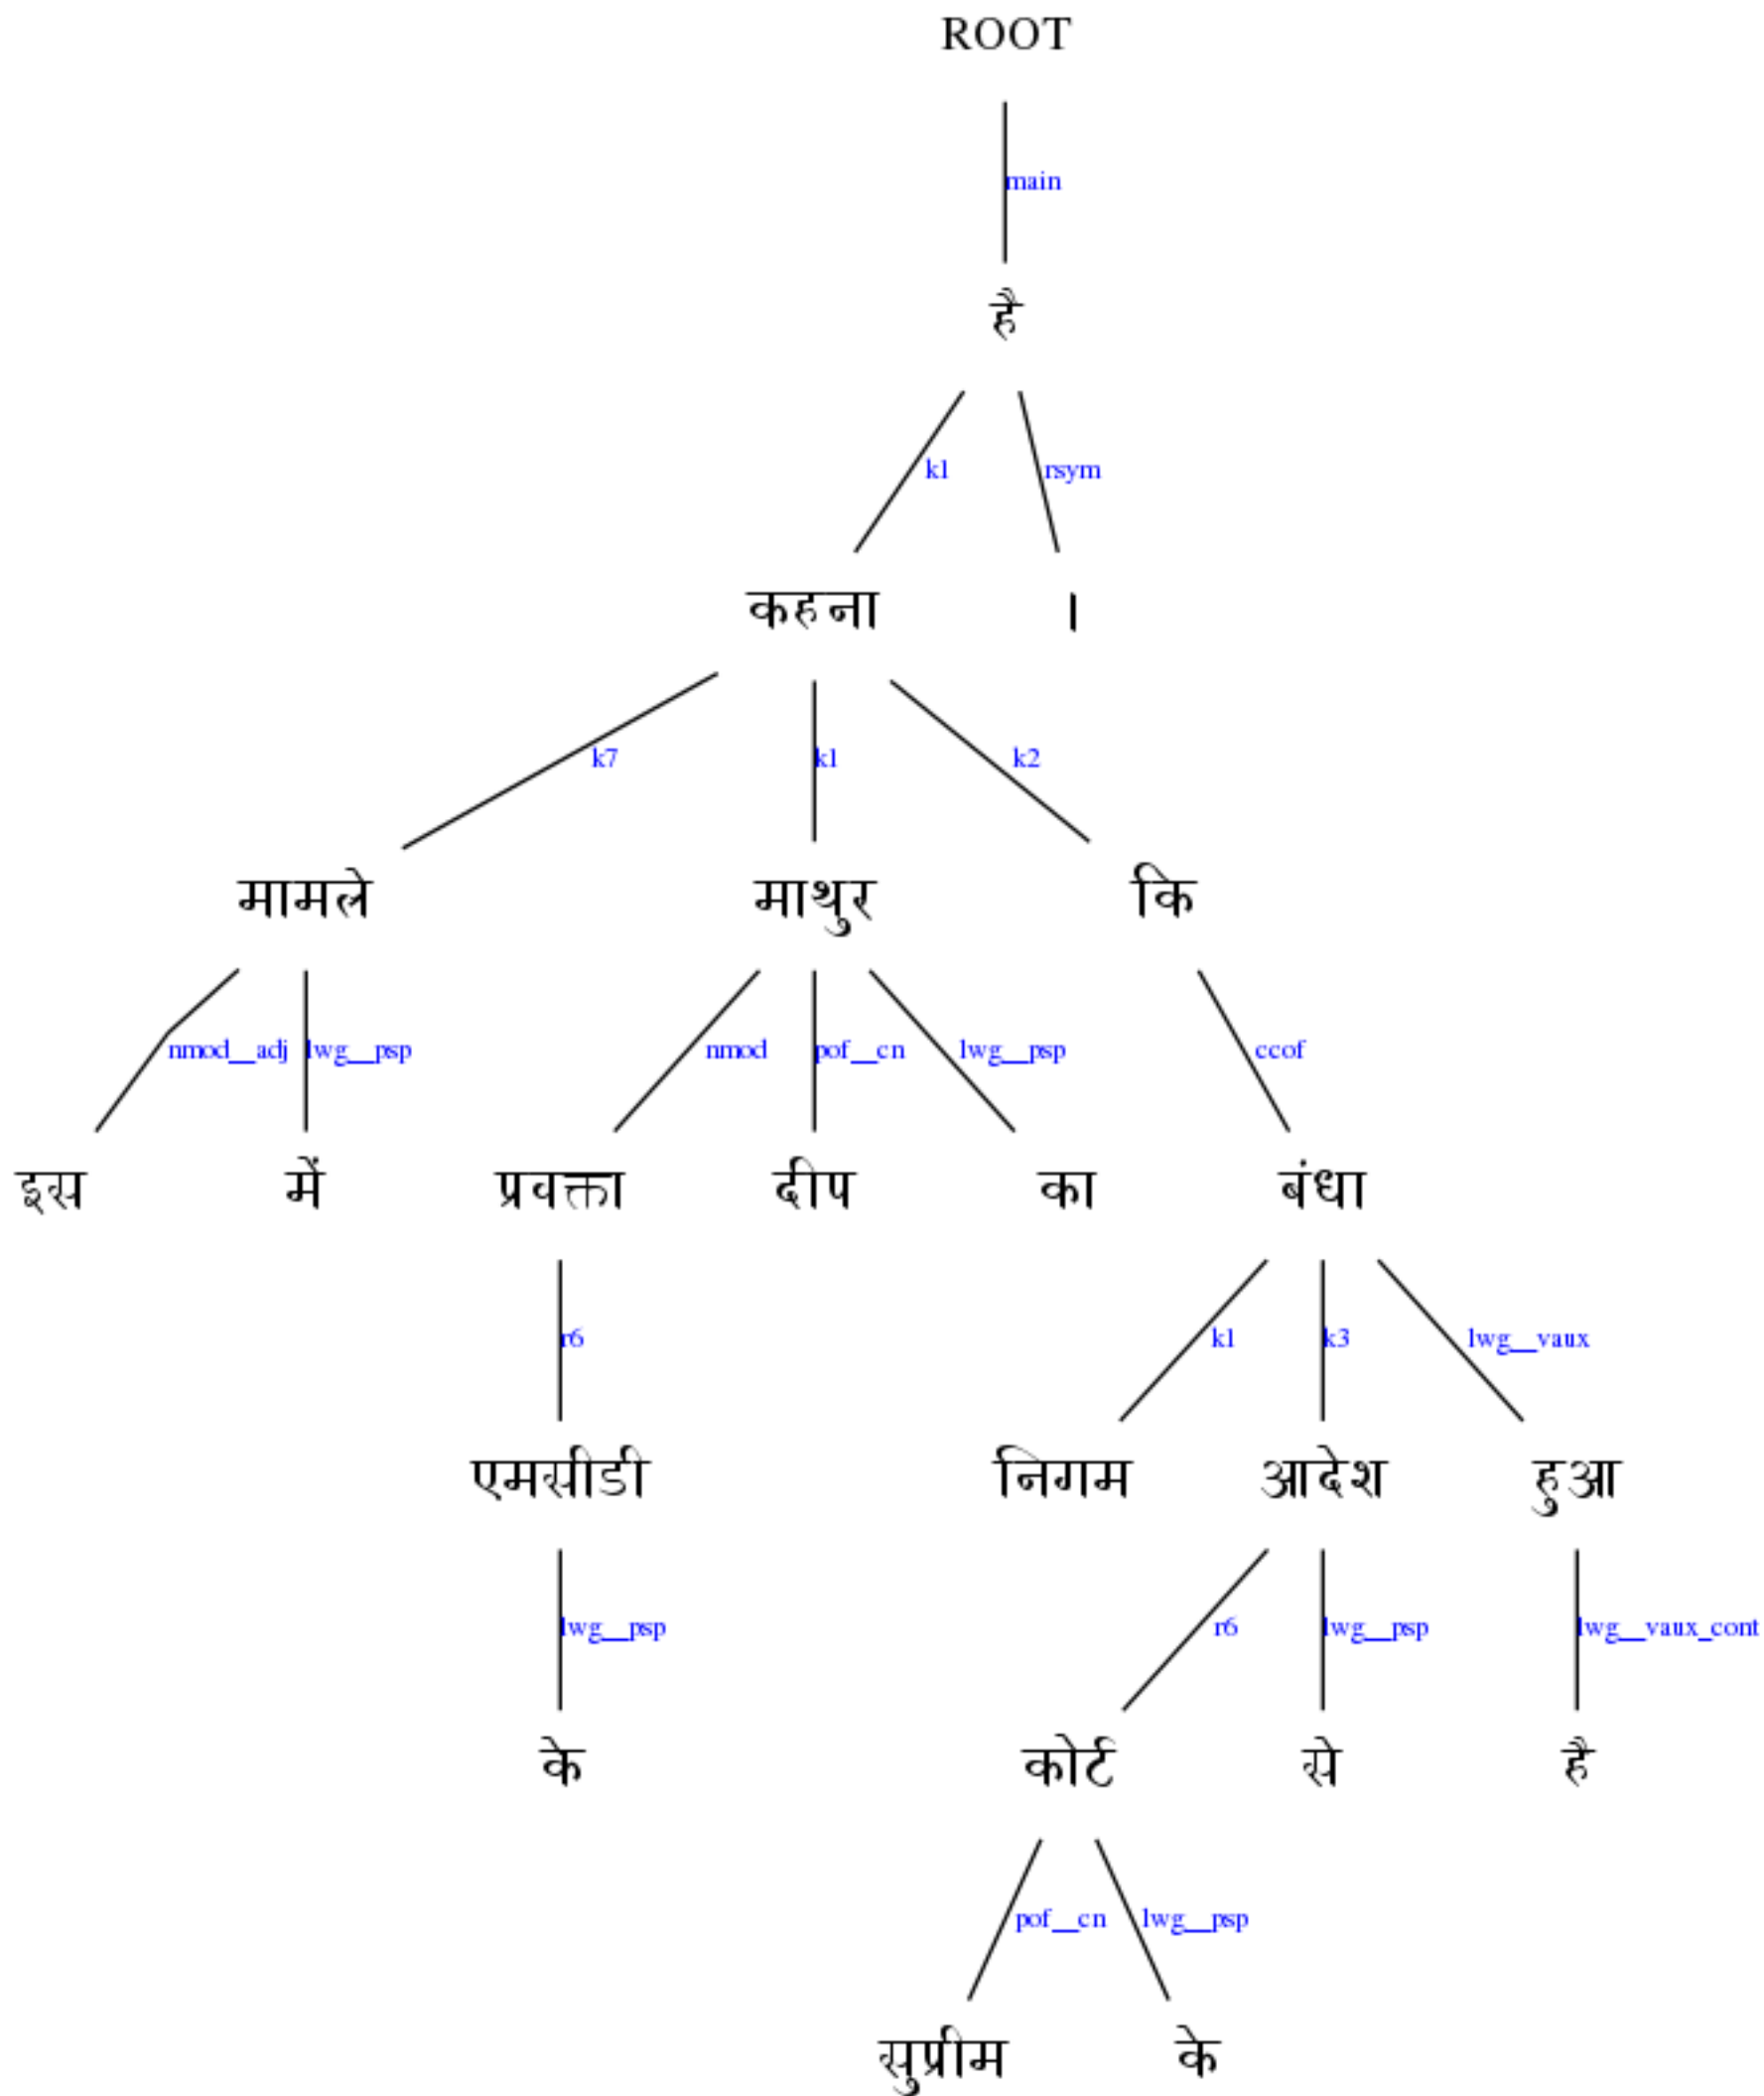 ROOT
main
है
k1 rsym
कहना ।
k7 k1 k2
मामले माथुर कि
nmod__adj lwg__psp nmod pof__cn lwg__psp ccof
इस में प्रवक्ता दीप का बंधा
r6 k1 k3 lwg__vaux
एमसीडी निगम आदेश हुआ
lwg__psp r6 lwg__psp lwg__vaux_cont
के कोर्ट से है
pof__cn lwg__psp
सुप्रीम के